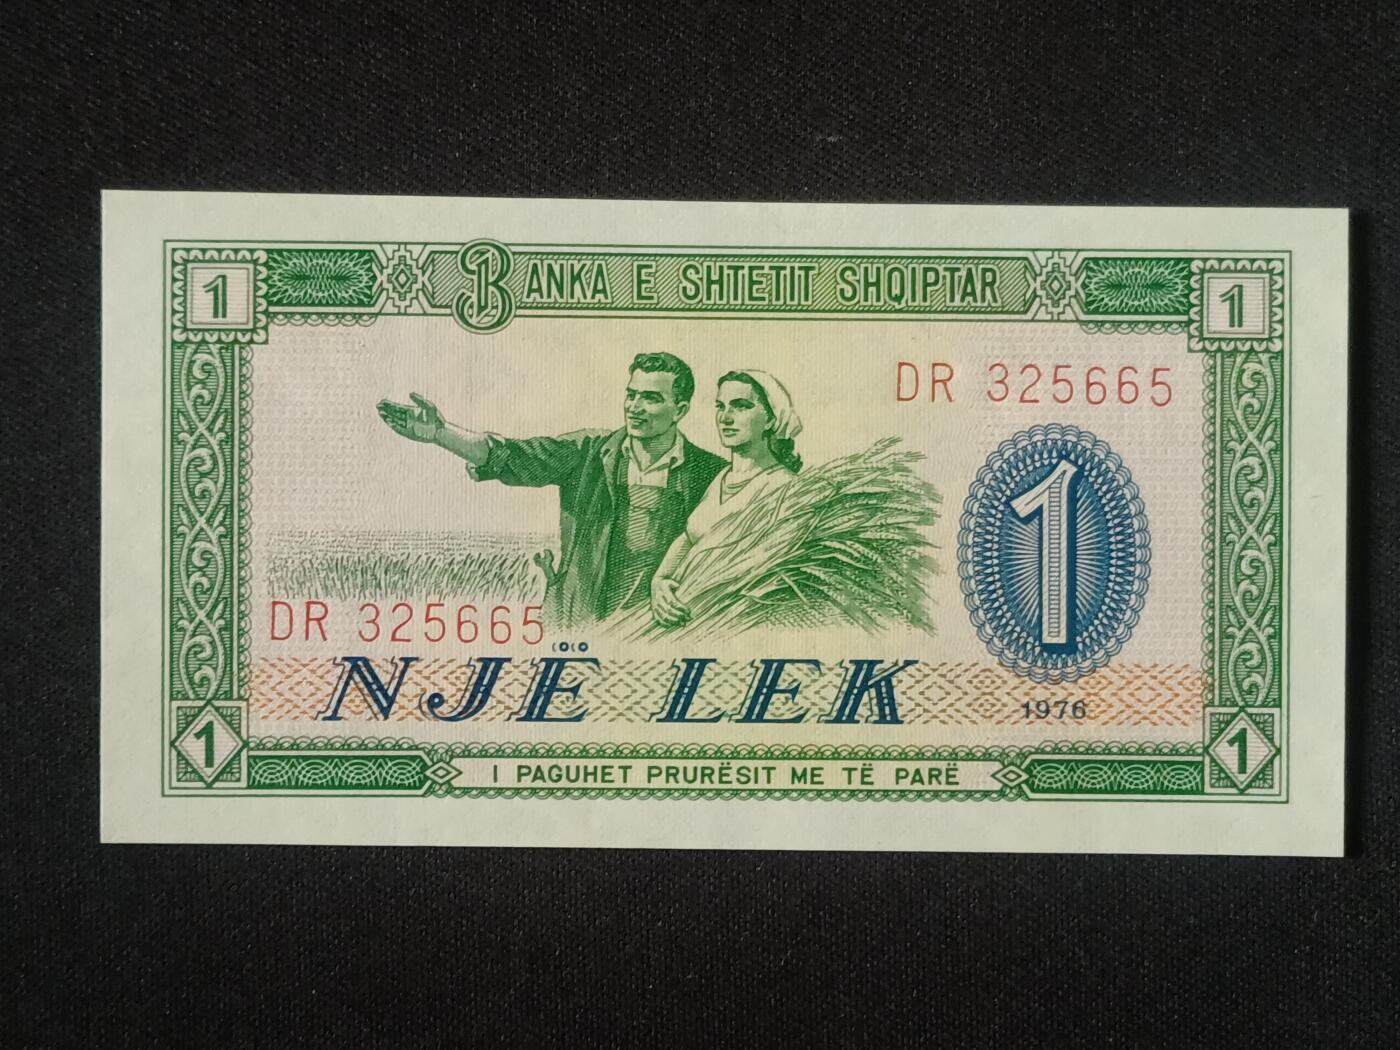 1 BANKA E SHTETIT SHQIPTAR 1
DR 325665
1
DR 325665
NJË LEK
1976
1 I PAGUHET PRURËSIT ME TË PARË 1